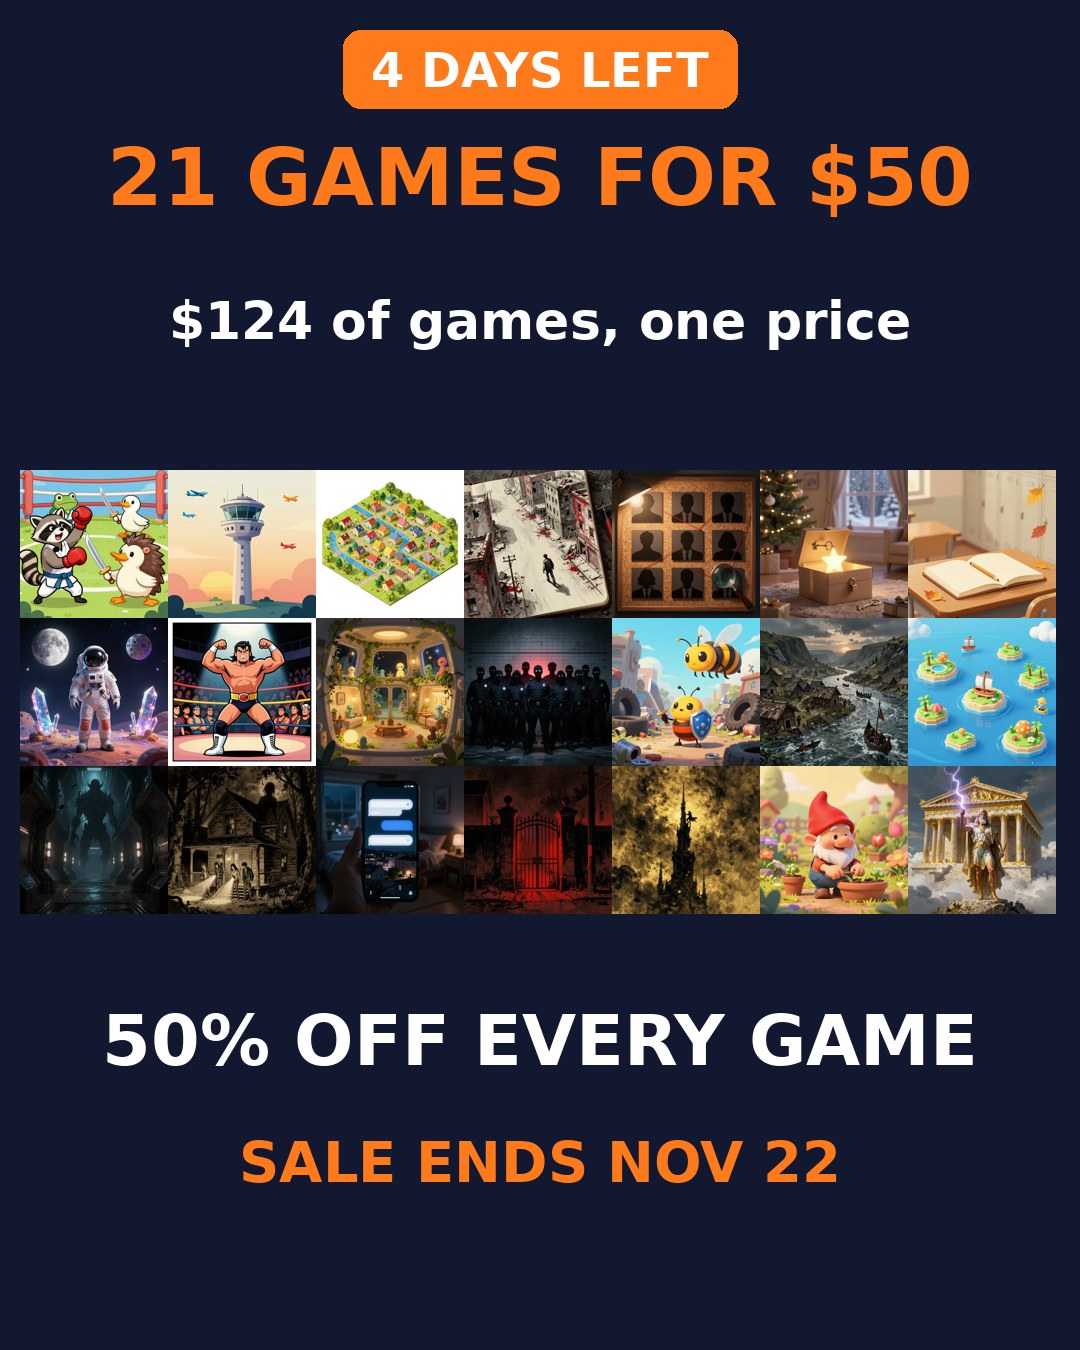 4 DAYS LEFT
21 GAMES FOR $50
$124 of games, one price
50% OFF EVERY GAME
SALE ENDS NOV 22